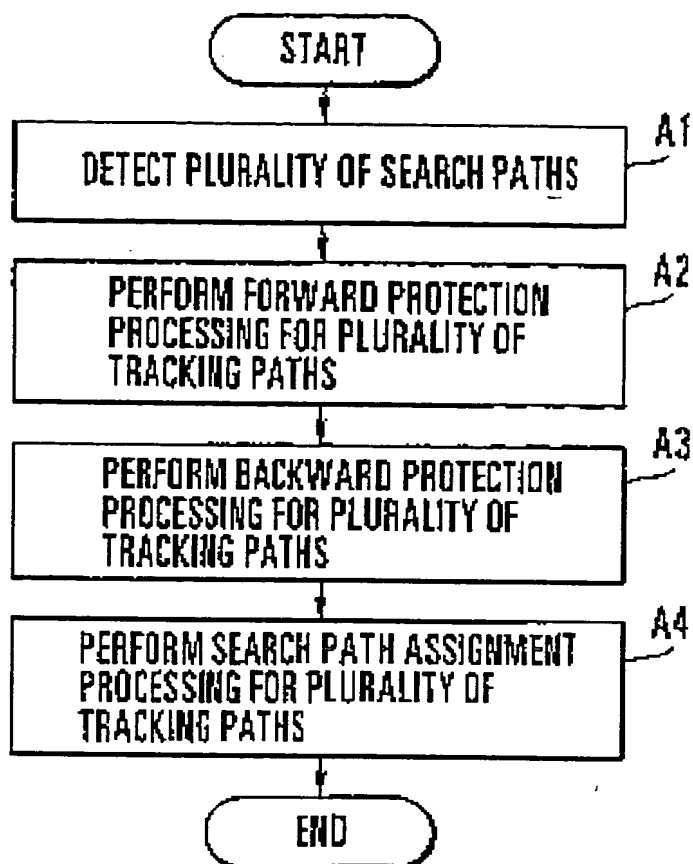 START
A1
DETECT PLURALITY OF SEARCH PATHS
A2
PERFORM FORWARD PROTECTION
PROCESSING FOR PLURALITY OF
TRACKING PATHS
A3
PERFORM BACKWARD PROTECTION
PROCESSING FOR PLURALITY OF
TRACKING PATHS
A4
PERFORM SEARCH PATH ASSIGNMENT
PROCESSING FOR PLURALITY OF
TRACKING PATHS
END